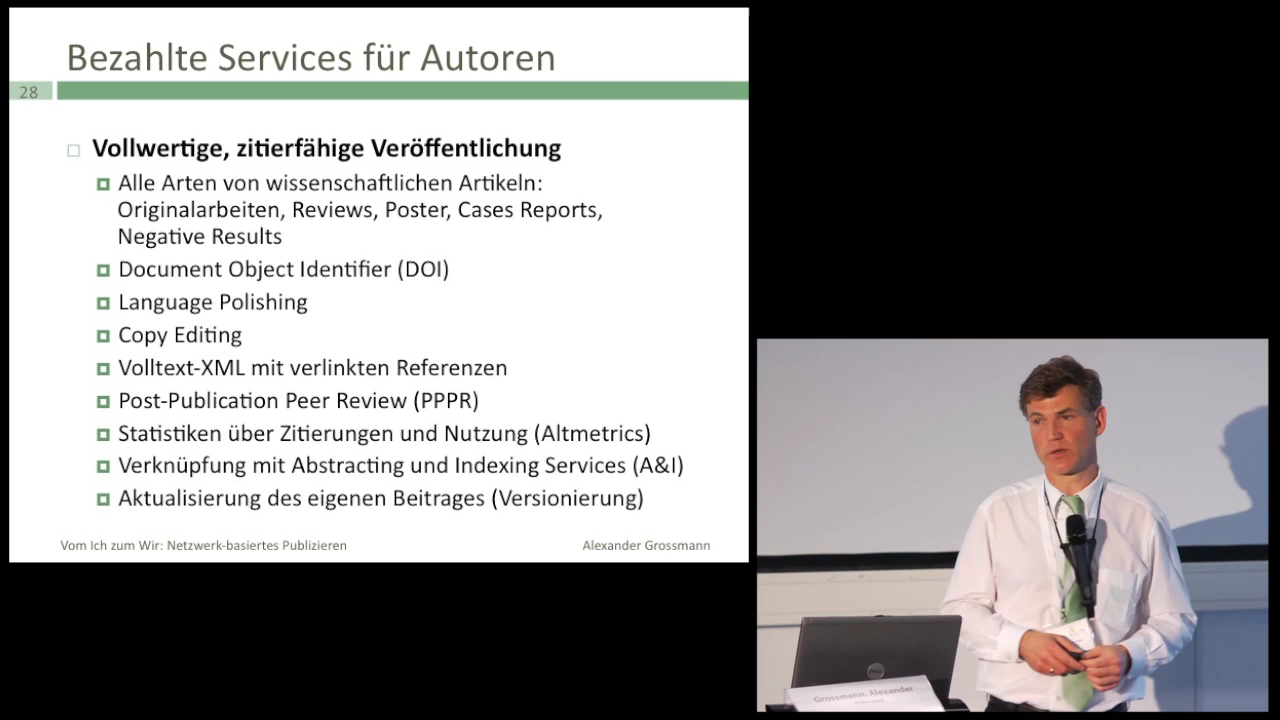 Bezahlte Services für Autoren
28
Vollwertige, zitierfähige Veröffentlichung
Alle Arten von wissenschaftlichen Artikeln:
Originalarbeiten, Reviews, Poster, Cases Reports,
Negative Results
Document Object Identifier (DOI)
Language Polishing
Copy Editing
Volltext-XML mit verlinkten Referenzen
Post-Publication Peer Review (PPPR)
Statistiken über Zitierungen und Nutzung (Altmetrics)
Verknüpfung mit Abstracting und Indexing Services (A&I)
Aktualisierung des eigenen Beitrages (Versionierung)
Vom Ich zum Wir: Netzwerk-basiertes Publizieren
Alexander Grossmann
DELL
Grossmann, Alexander